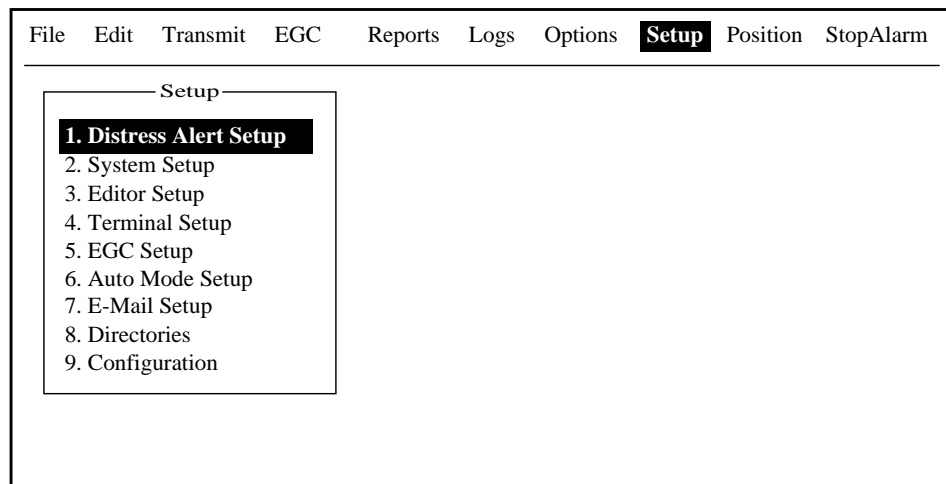 File Edit Transmit EGC Reports Logs Options Setup Position StopAlarm
Setup
1. Distress Alert Setup
2. System Setup
3. Editor Setup
4. Terminal Setup
5. EGC Setup
6. Auto Mode Setup
7. E-Mail Setup
8. Directories
9. Configuration